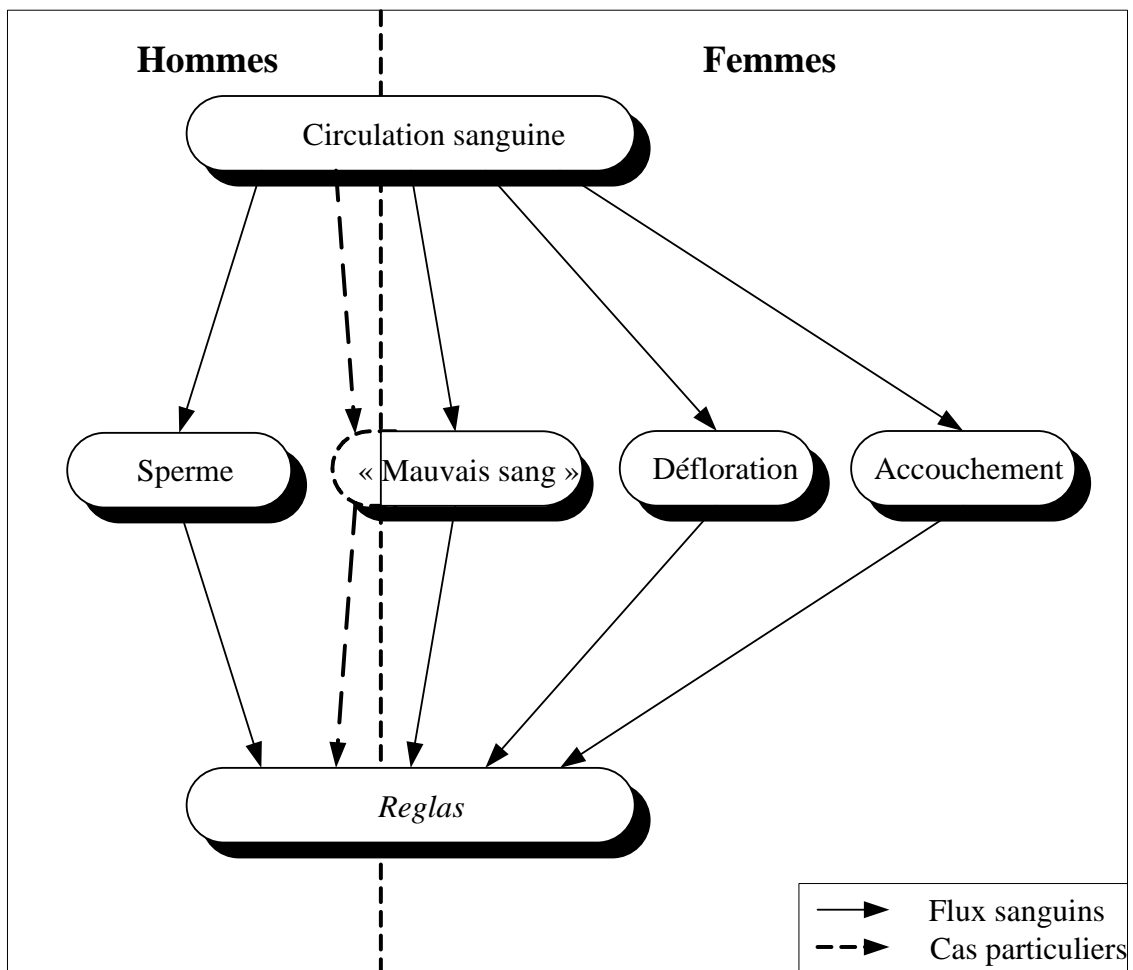 Hommes
Femmes
Circulation sanguine
Sperme
« Mauvais sang »
Défloration
Accouchement
Reglas
Flux sanguins
Cas particuliers